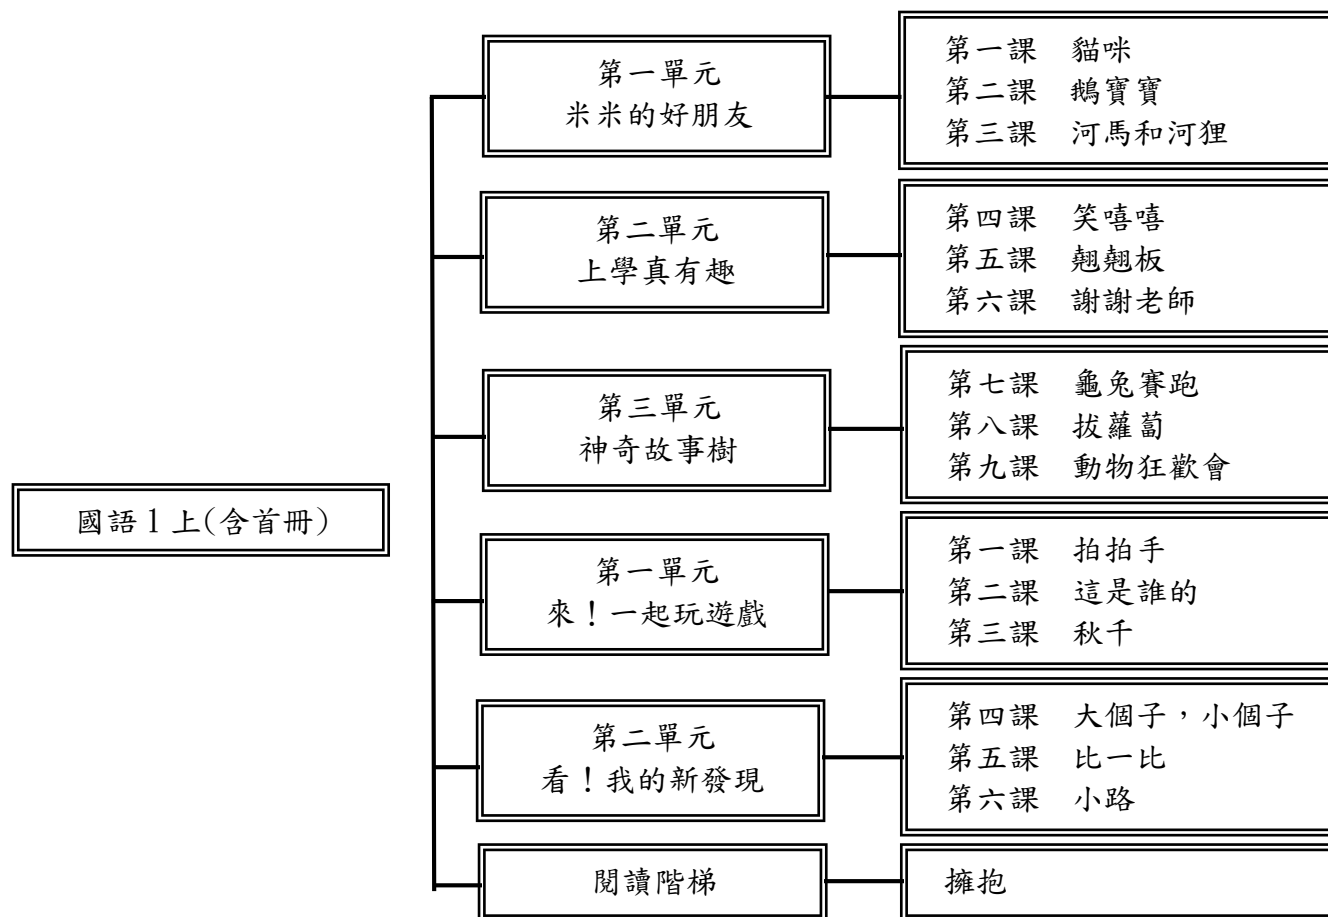 國語1上(含首冊)
第一單元
米米的好朋友
第一課 貓咪
第二課 鵝寶寶
第三課 河馬和河狸
第二單元
上學真有趣
第四課 笑嘻嘻
第五課 翹翹板
第六課 謝謝老師
第三單元
神奇故事樹
第七課 龜兔賽跑
第八課 拔蘿蔔
第九課 動物狂歡會
第一單元
來！一起玩遊戲
第一課 拍拍手
第二課 這是誰的
第三課 秋千
第二單元
看！我的新發現
第四課 大個子，小個子
第五課 比一比
第六課 小路
閱讀階梯
擁抱